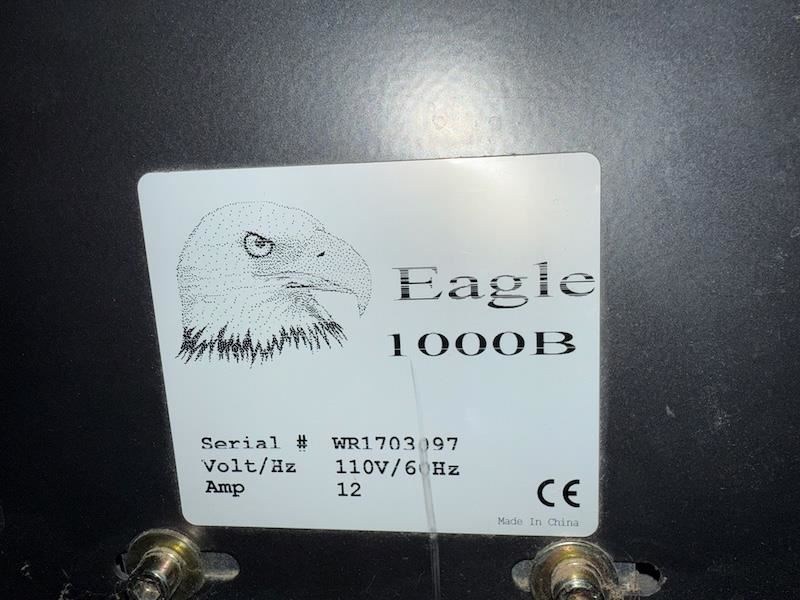 Eagle
1000B
Serial # WR1703097
Volt/Hz 110V/60Hz
Amp 12
CE
Made In China